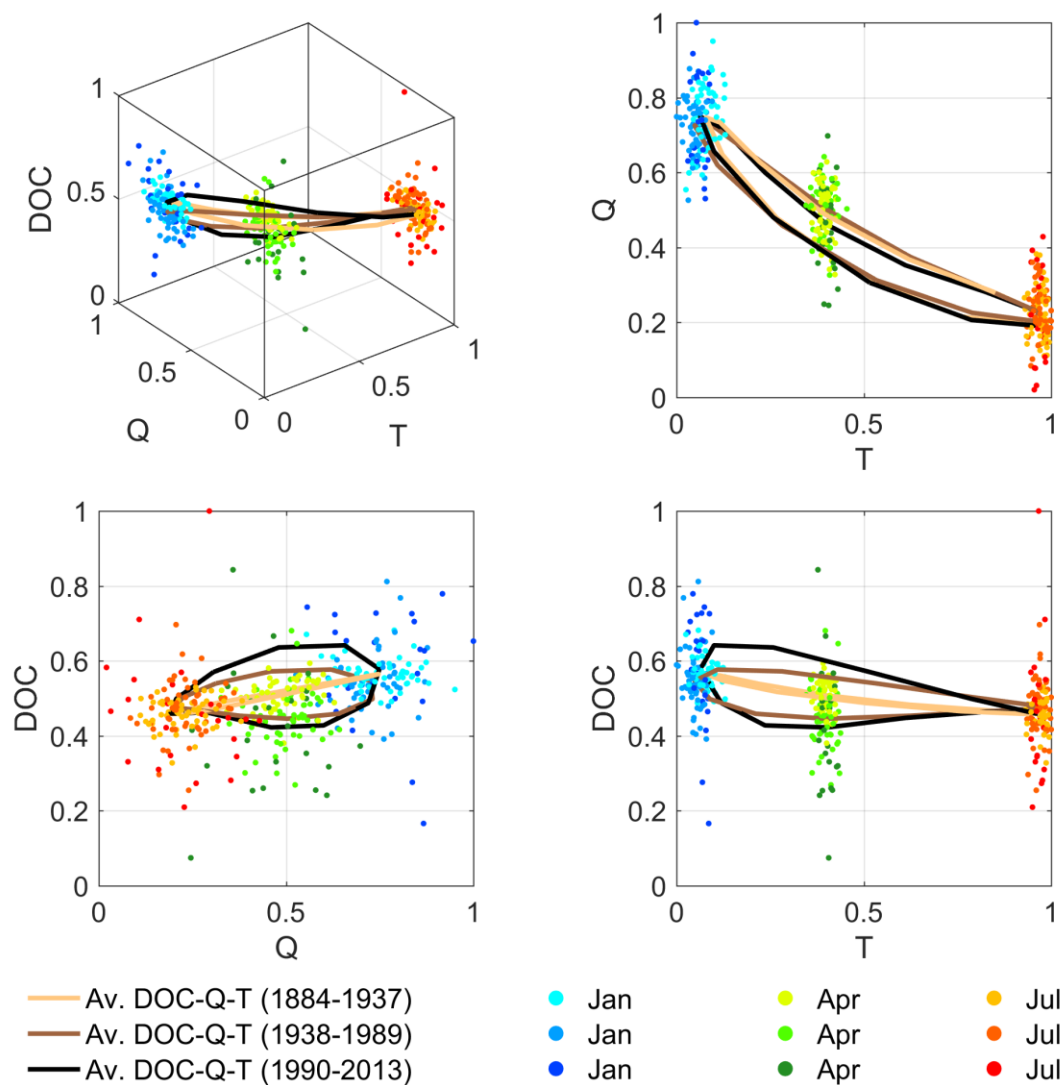 1
0.5
0
DOC
1
0.5
0
Q
0
0.5
1
T
1
0.8
0.6
0.4
0.2
0
Q
0
0.5
1
T
1
0.8
0.6
0.4
0.2
0
DOC
0
0.5
1
Q
1
0.8
0.6
0.4
0.2
0
DOC
0
0.5
1
T
Av. DOC-Q-T (1884-1937)
Av. DOC-Q-T (1938-1989)
Av. DOC-Q-T (1990-2013)
Jan
Jan
Jan
Apr
Apr
Apr
Jul
Jul
Jul